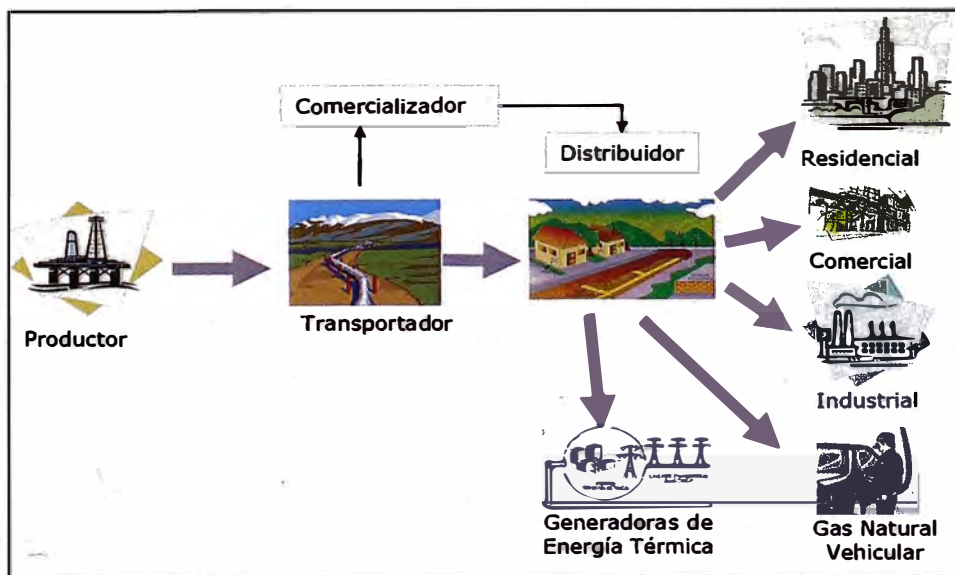 Comercializador
Distribuidor
Residencial
Comercial
Productor
Transportador
Industrial
Generadoras de
Energía Térmica
Gas Natural
Vehicular